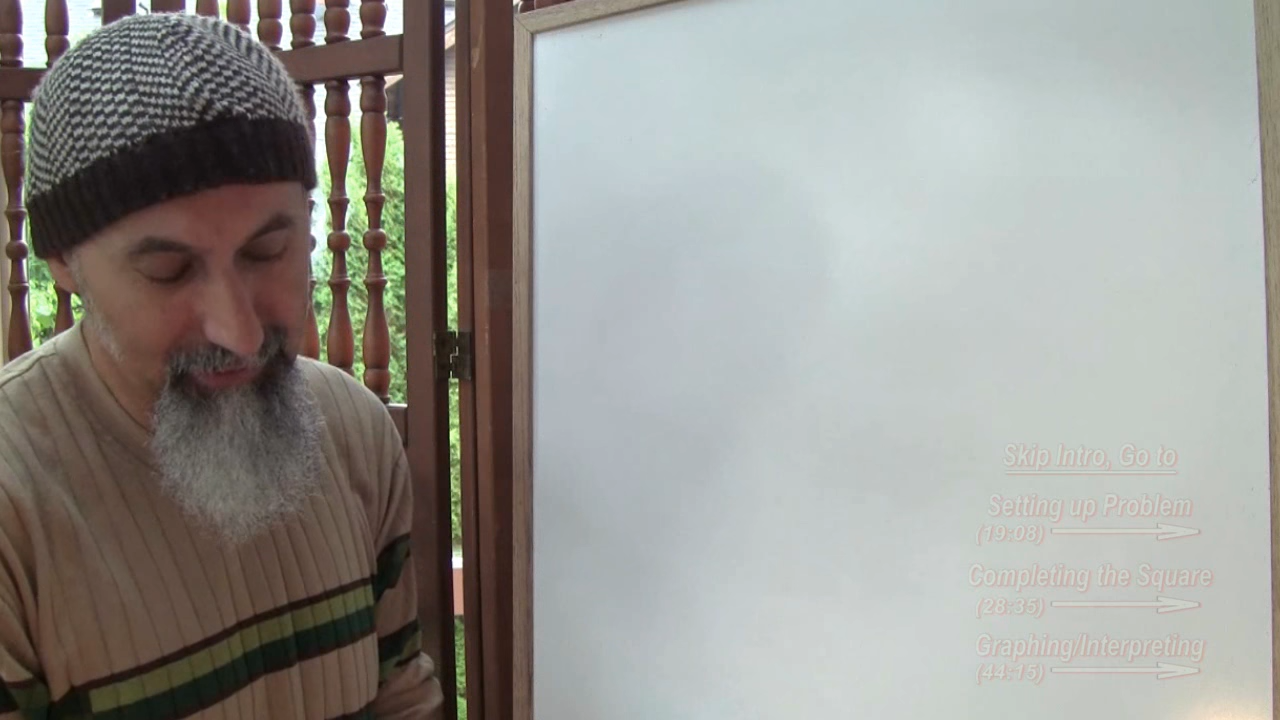 Skip Intro, Go to
Setting up Problem
(19:08)
Completing the Square
(28:35)
Graphing/Interpreting
(44:15)